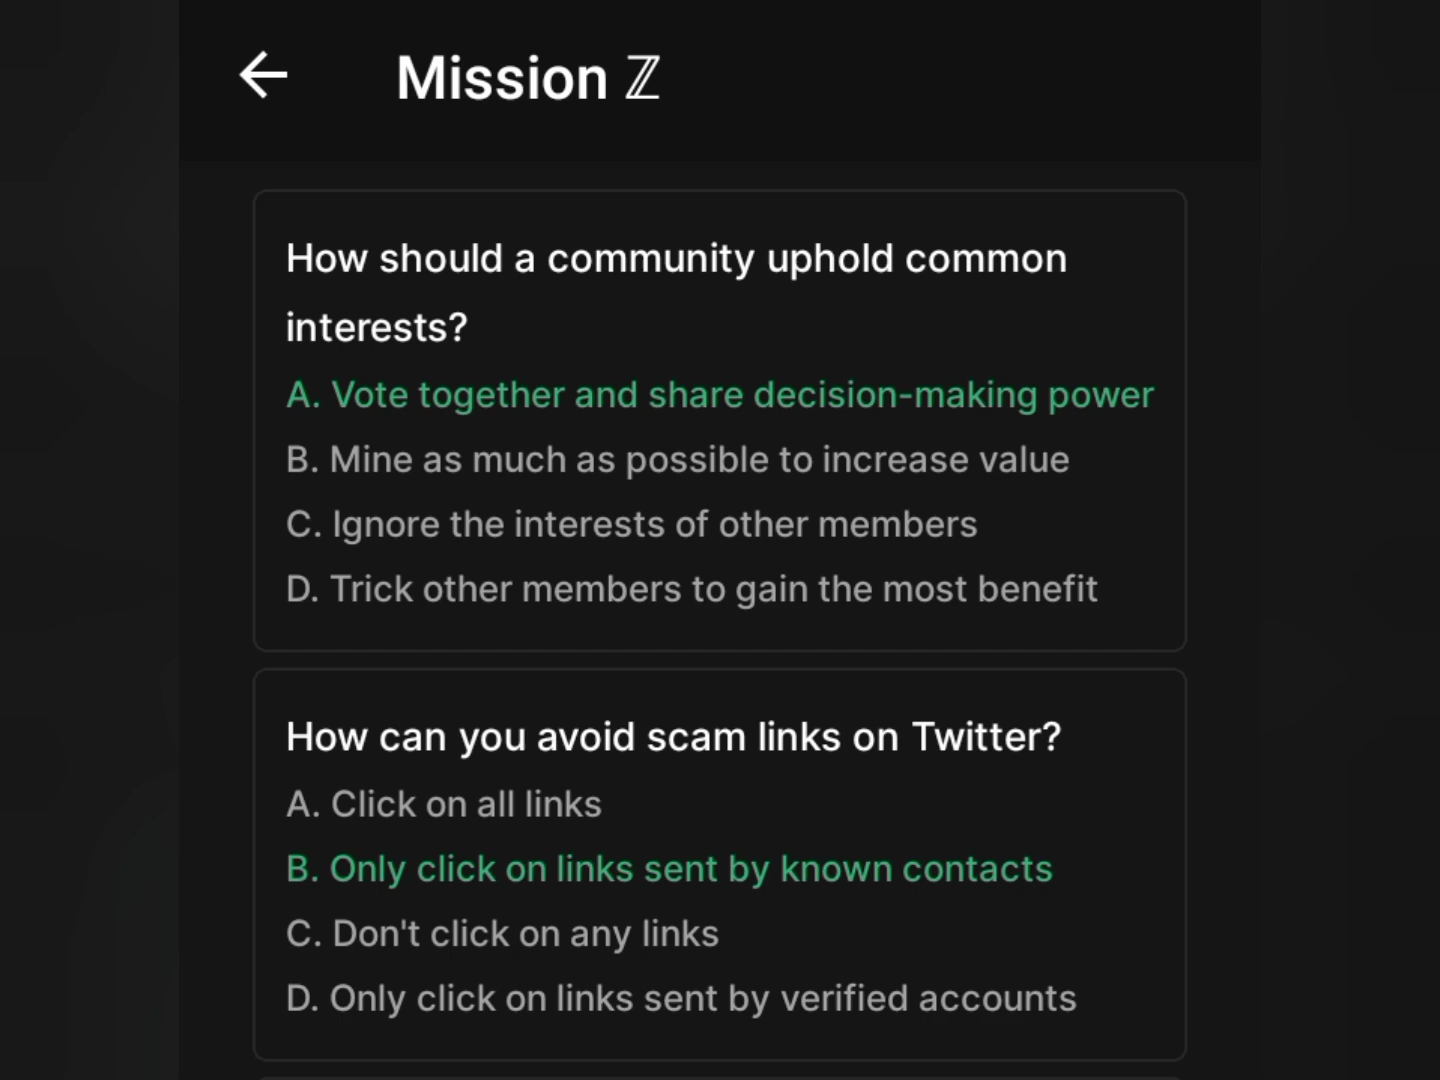 Mission ℤ
How should a community uphold common
interests?
A. Vote together and share decision-making power
B. Mine as much as possible to increase value
C. Ignore the interests of other members
D. Trick other members to gain the most benefit
How can you avoid scam links on Twitter?
A. Click on all links
B. Only click on links sent by known contacts
C. Don't click on any links
D. Only click on links sent by verified accounts